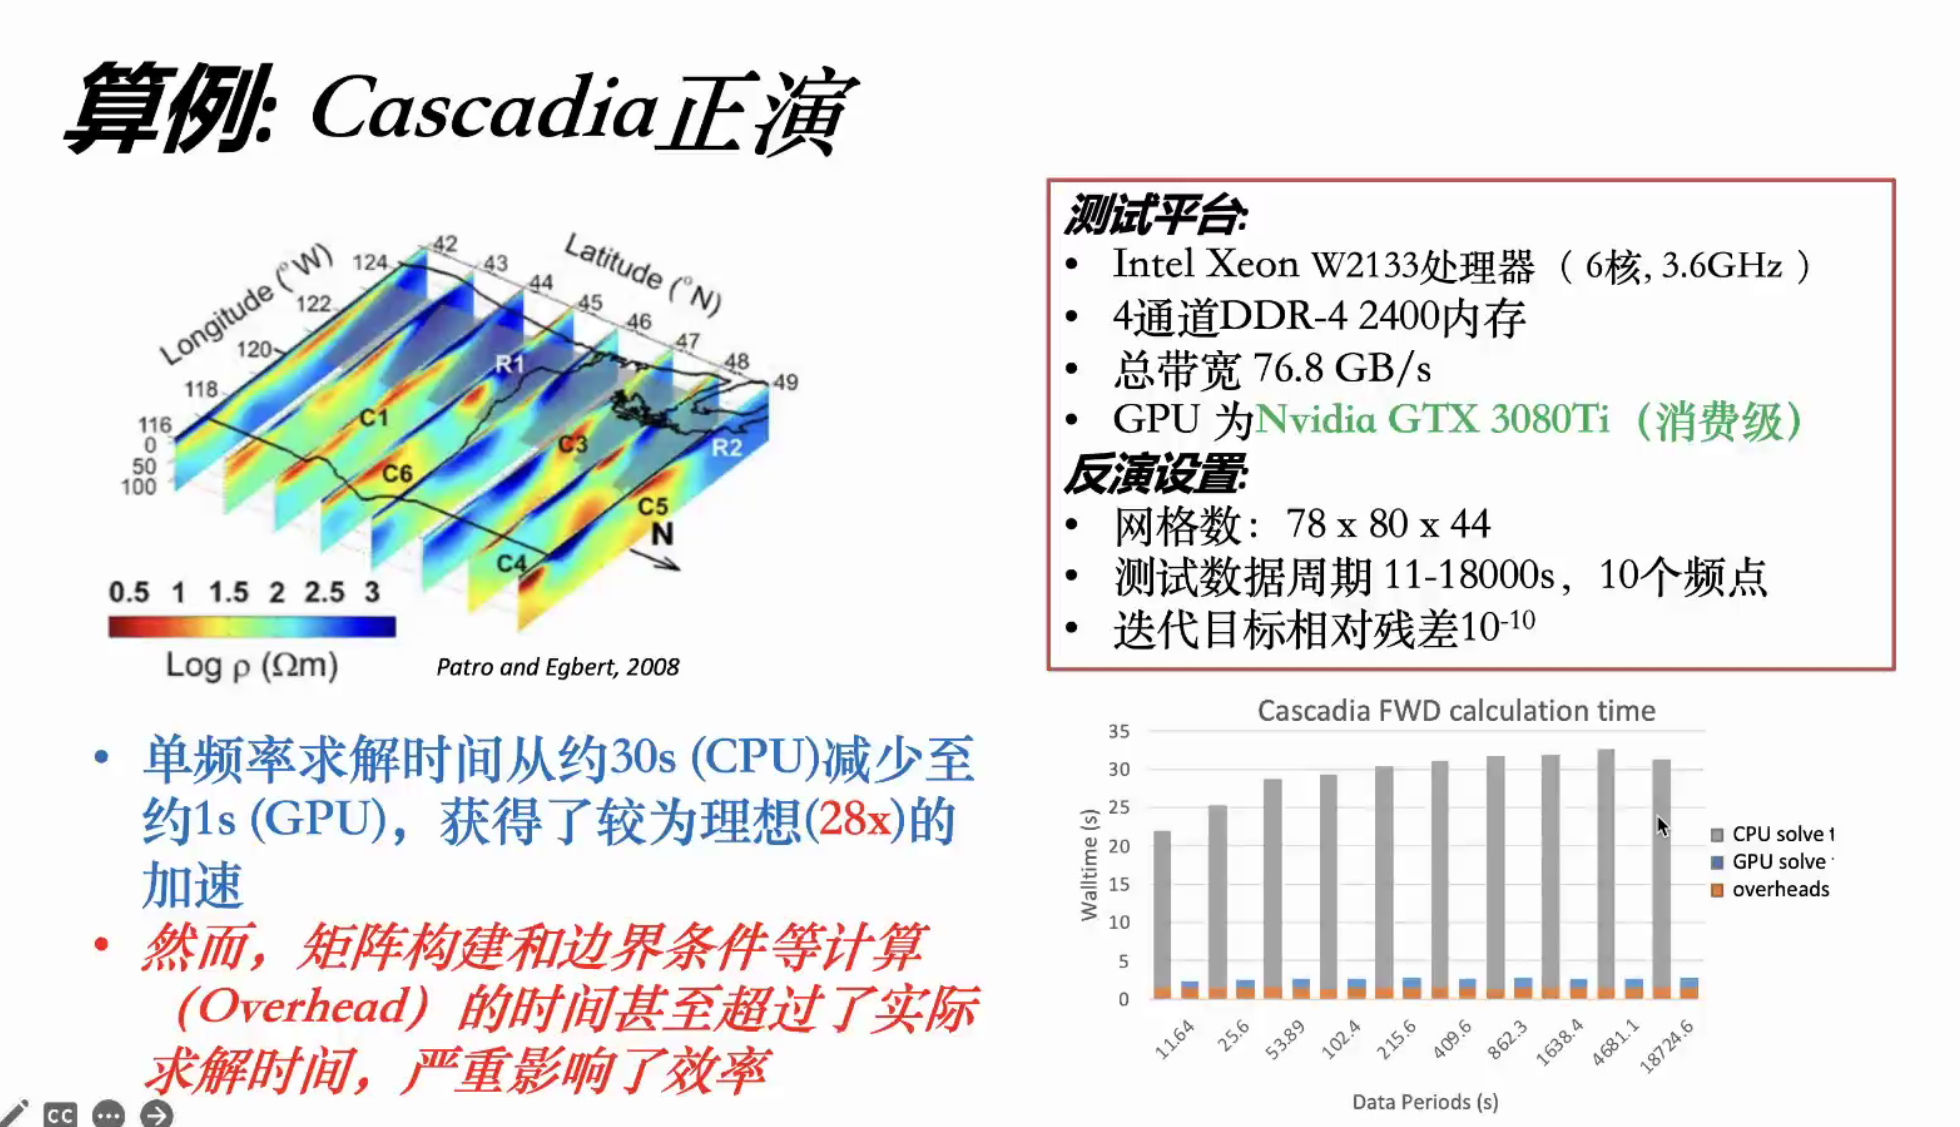 算例: Cascadia正演
Longitude (°W)
Latitude (°N)
124
122
120
118
116
0
50
100
42
43
44
45
46
47
48
49
R1
C1
C3
R2
C6
C5
N
C4
0.5 1 1.5 2 2.5 3
Log ρ (Ωm)
Patro and Egbert, 2008
• 单频率求解时间从约30s (CPU)减少至
约1s (GPU)，获得了较为理想(28x)的
加速
• 然而，矩阵构建和边界条件等计算
（Overhead）的时间甚至超过了实际
求解时间，严重影响了效率
测试平台:
• Intel Xeon W2133处理器（ 6核, 3.6GHz ）
• 4通道DDR-4 2400内存
• 总带宽 76.8 GB/s
• GPU 为Nvidia GTX 3080Ti（消费级）
反演设置:
• 网格数： 78 x 80 x 44
• 测试数据周期 11-18000s，10个频点
• 迭代目标相对残差10⁻¹⁰
Cascadia FWD calculation time
35
30
25
20
15
10
5
0
Walltime (s)
11.64
25.6
53.89
102.4
215.6
409.6
862.3
1638.4
4681.1
18724.6
Data Periods (s)
CPU solve t
GPU solve
overheads
CC